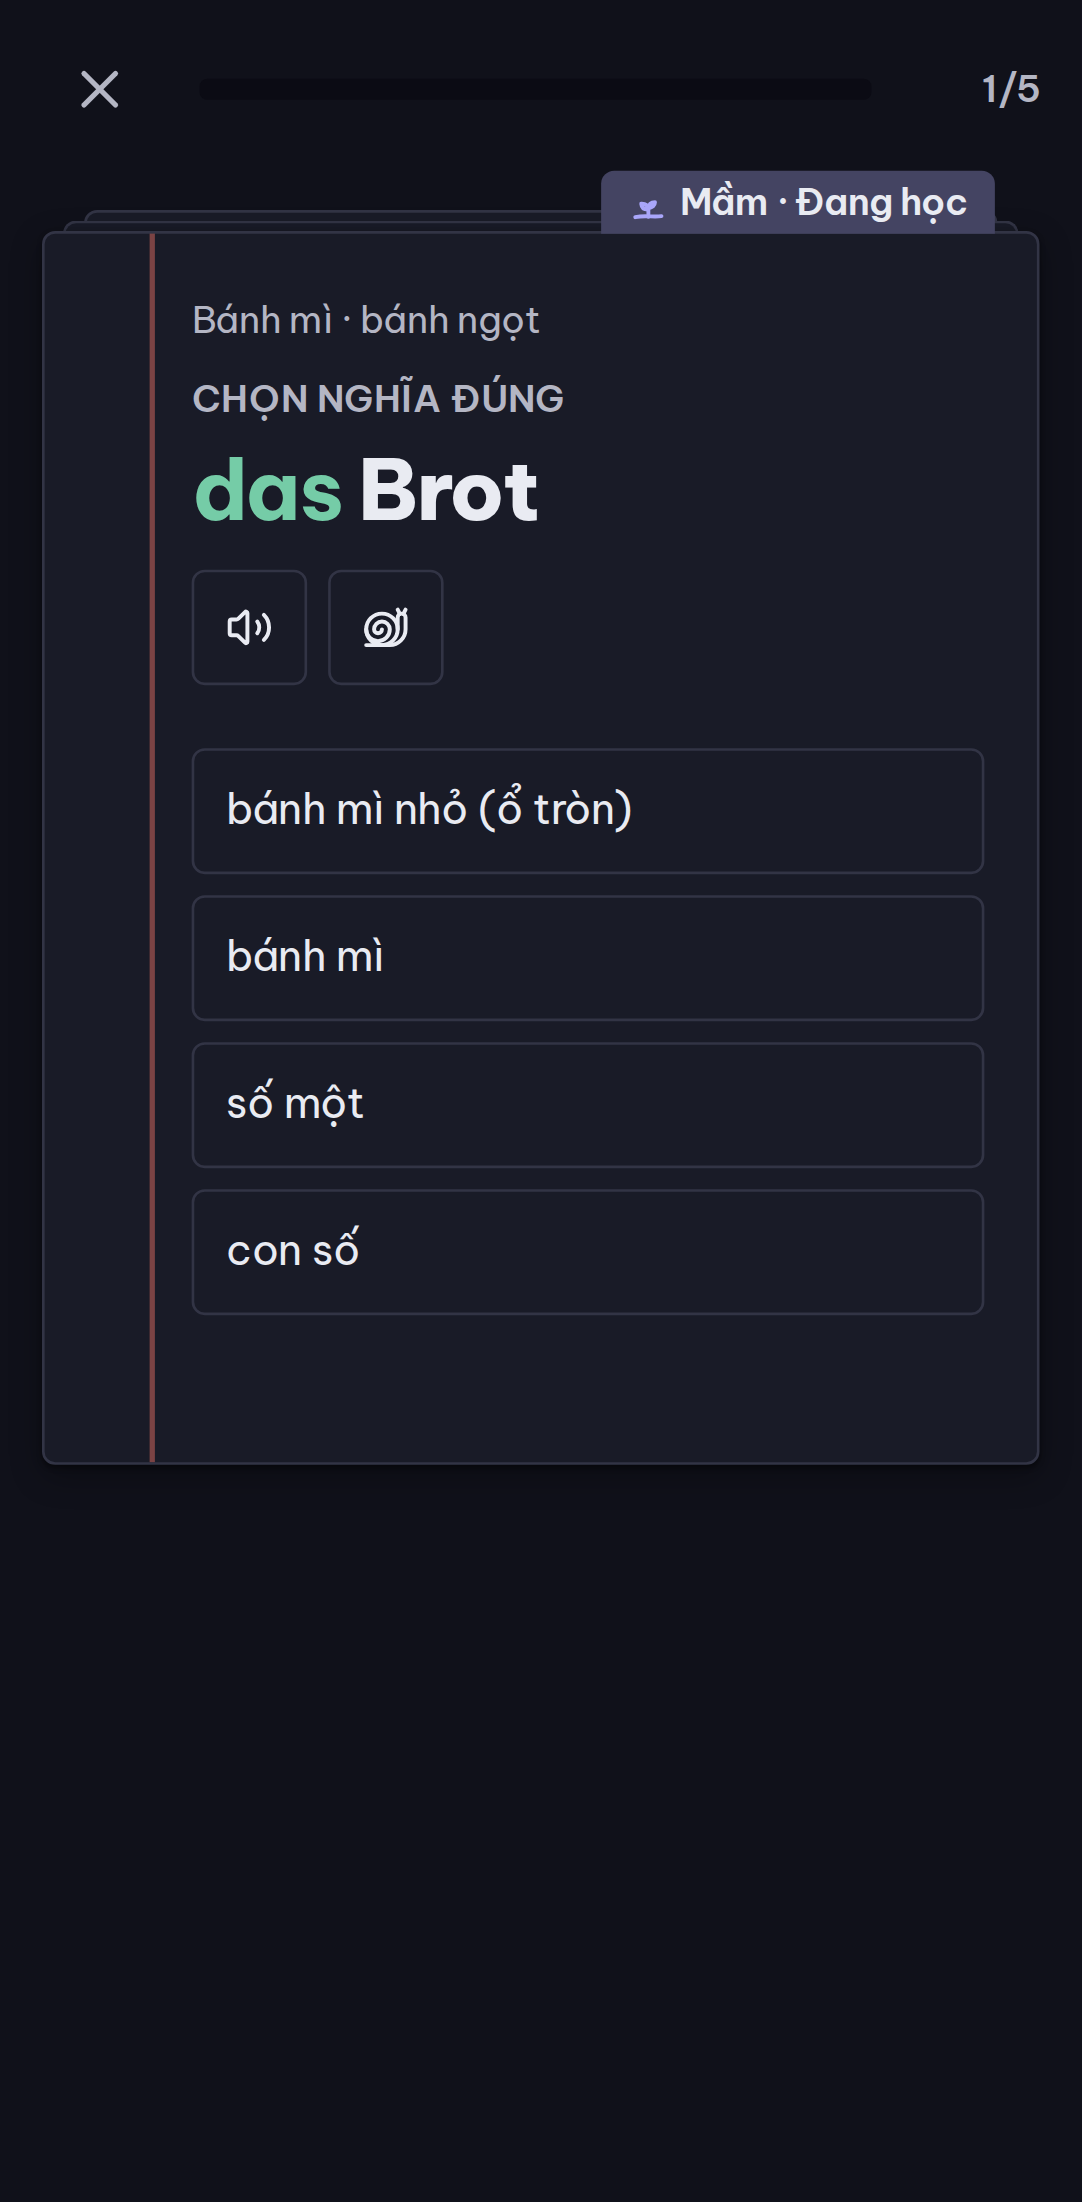 1/5
Mầm · Đang học
Bánh mì · bánh ngọt
CHỌN NGHĨA ĐÚNG
das Brot
bánh mì nhỏ (ổ tròn)
bánh mì
số một
con số